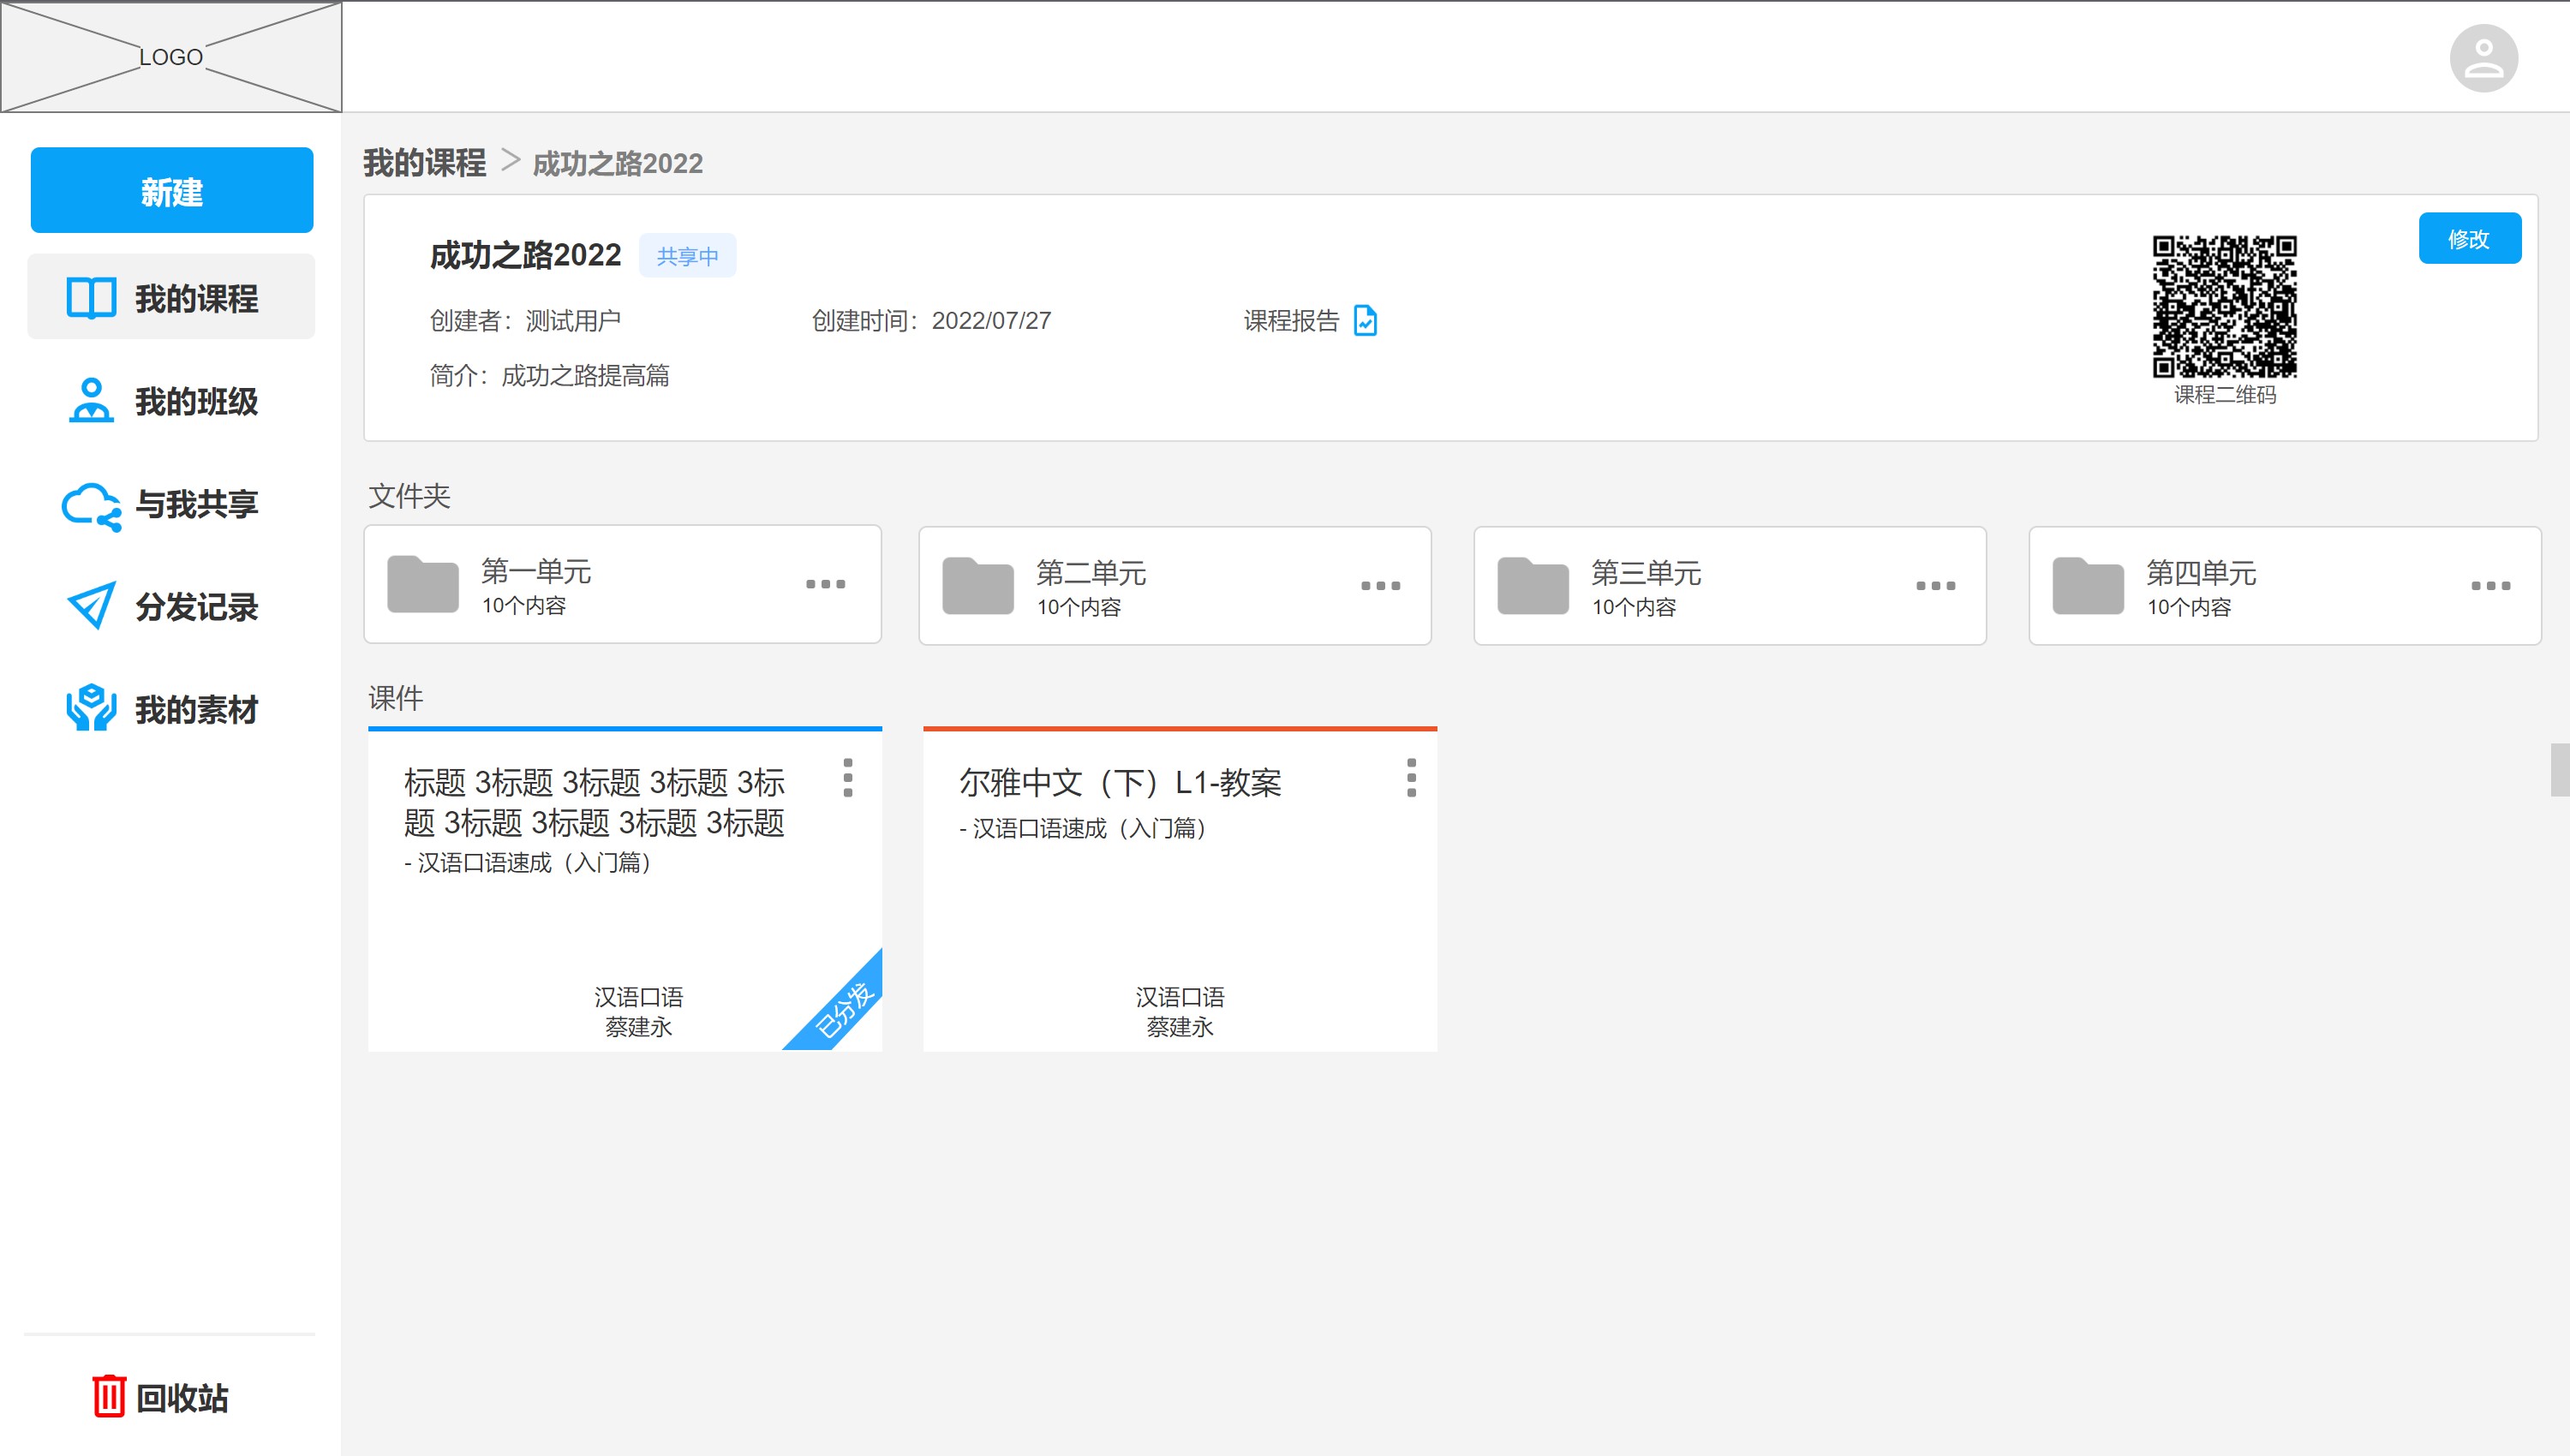 LOGO
新建
我的课程
我的班级
与我共享
分发记录
我的素材
回收站
我的课程 > 成功之路2022
成功之路2022 共享中
修改
创建者：测试用户 创建时间：2022/07/27 课程报告
简介：成功之路提高篇
课程二维码
文件夹
第一单元
10个内容
第二单元
10个内容
第三单元
10个内容
第四单元
10个内容
课件
标题 3标题 3标题 3标题 3标
题 3标题 3标题 3标题 3标题
- 汉语口语速成（入门篇）
汉语口语
蔡建永
已分发
尔雅中文（下）L1-教案
- 汉语口语速成（入门篇）
汉语口语
蔡建永